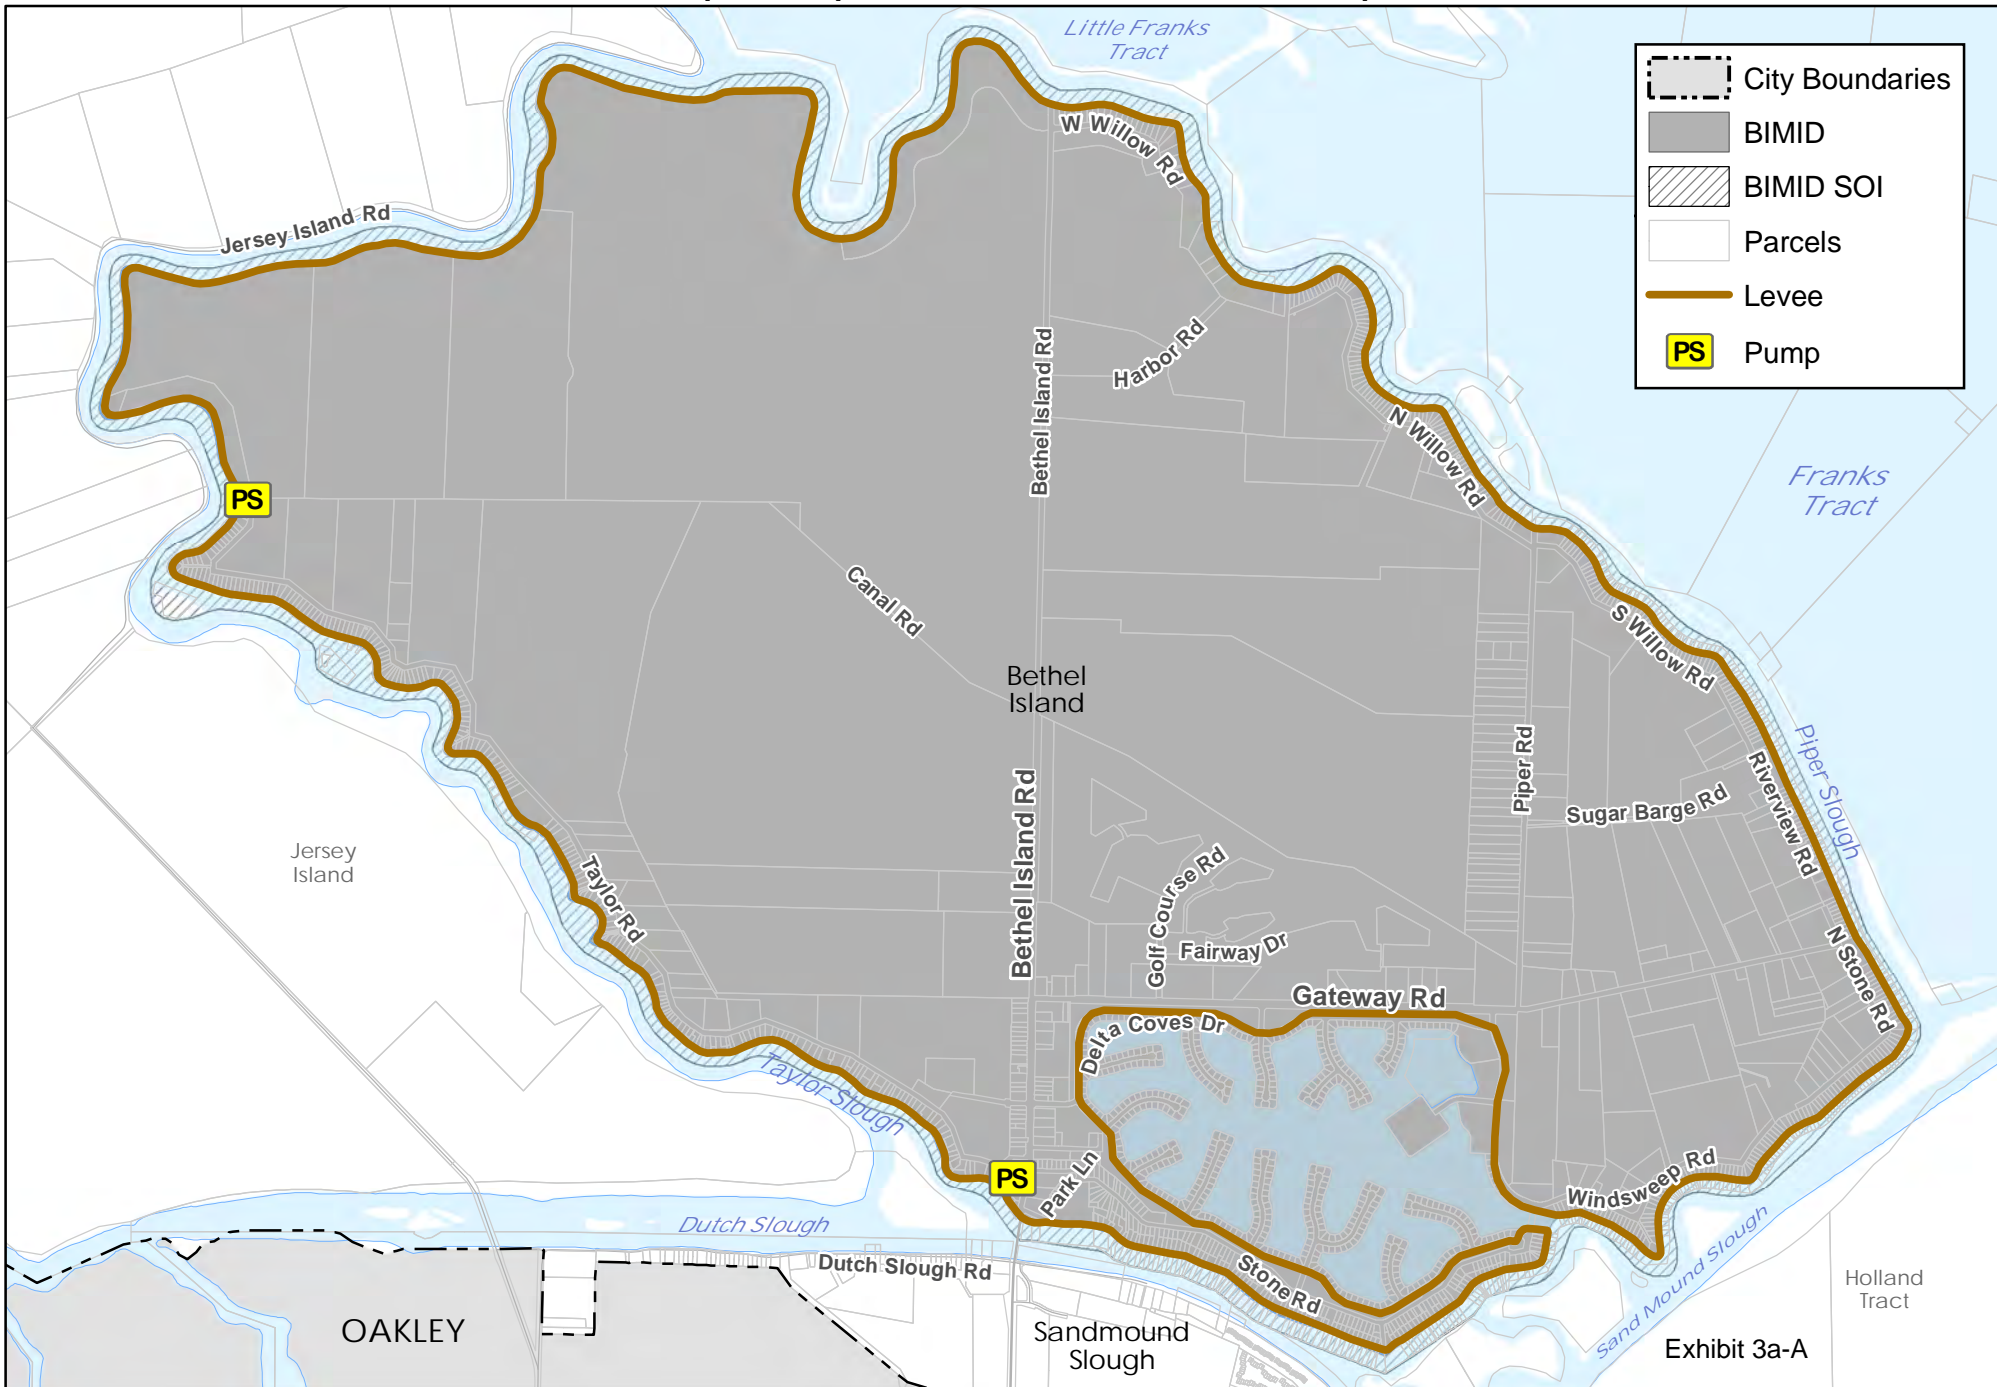 Little Franks
Tract
City Boundaries
BIMID
BIMID SOI
Parcels
Levee
PS
Pump
W Willow Rd
Jersey Island Rd
Harbor Rd
Bethel Island Rd
N Willow Rd
Franks
Tract
PS
Canal Rd
S Willow Rd
Bethel
Island
Piper Slough
Piper Rd
Riverview Rd
Sugar Barge Rd
Bethel Island Rd
Jersey
Island
Taylor Rd
Golf Course Rd
Fairway Dr
N Stone Rd
Gateway Rd
Delta Coves Dr
Taylor Slough
PS
Park Ln
Windsweep Rd
Dutch Slough
Dutch Slough Rd
Stone Rd
Sand Mound Slough
Holland
Tract
OAKLEY
Sandmound
Slough
Exhibit 3a-A